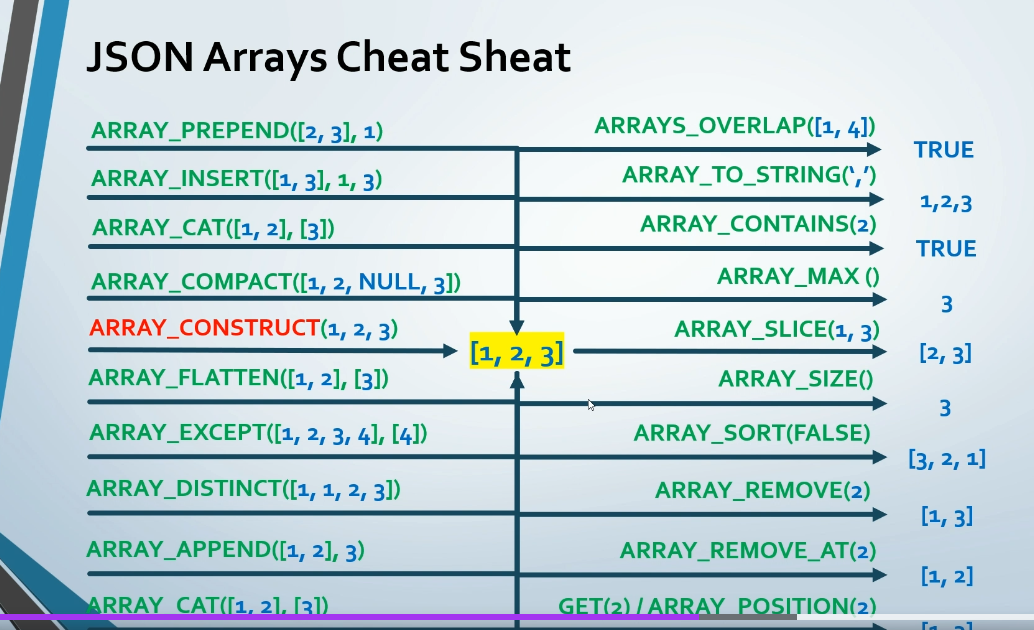 JSON Arrays Cheat Sheat
ARRAY_PREPEND([2, 3], 1)
ARRAY_INSERT([1, 3], 1, 3)
ARRAY_CAT([1, 2], [3])
ARRAY_COMPACT([1, 2, NULL, 3])
ARRAY_CONSTRUCT(1, 2, 3)
ARRAY_FLATTEN([1, 2], [3])
ARRAY_EXCEPT([1, 2, 3, 4], [4])
ARRAY_DISTINCT([1, 1, 2, 3])
ARRAY_APPEND([1, 2], 3)
ARRAY_CAT([1, 2], [3])
[1, 2, 3]
ARRAYS_OVERLAP([1, 4])
TRUE
ARRAY_TO_STRING(‘,’)
1,2,3
ARRAY_CONTAINS(2)
TRUE
ARRAY_MAX ()
3
ARRAY_SLICE(1, 3)
[2, 3]
ARRAY_SIZE()
3
ARRAY_SORT(FALSE)
[3, 2, 1]
ARRAY_REMOVE(2)
[1, 3]
ARRAY_REMOVE_AT(2)
[1, 2]
GET(2) / ARRAY_POSITION(2)